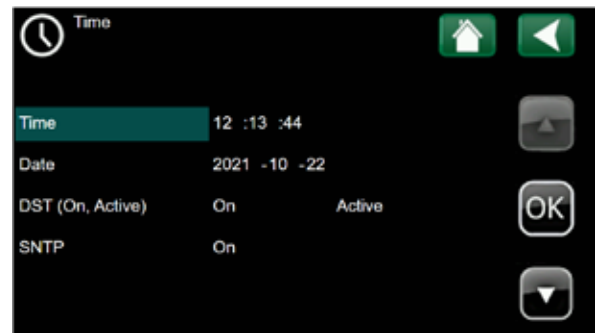 Time
Time 12 :13 :44
Date 2021 -10 -22
DST (On, Active) On Active
OK
SNTP On